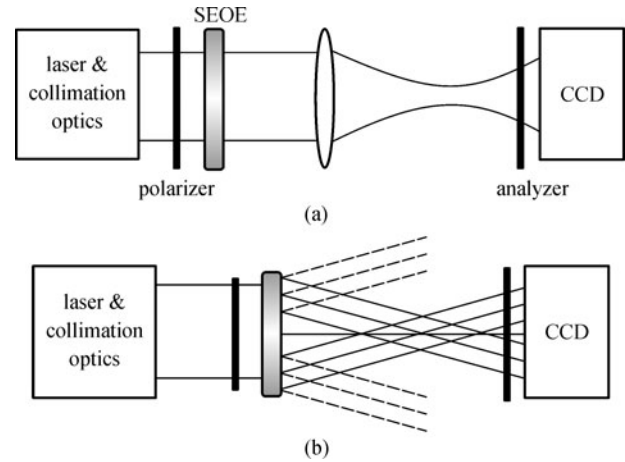 SEOE
laser &
collimation
optics
CCD
polarizer
analyzer
(a)
laser &
collimation
optics
CCD
(b)